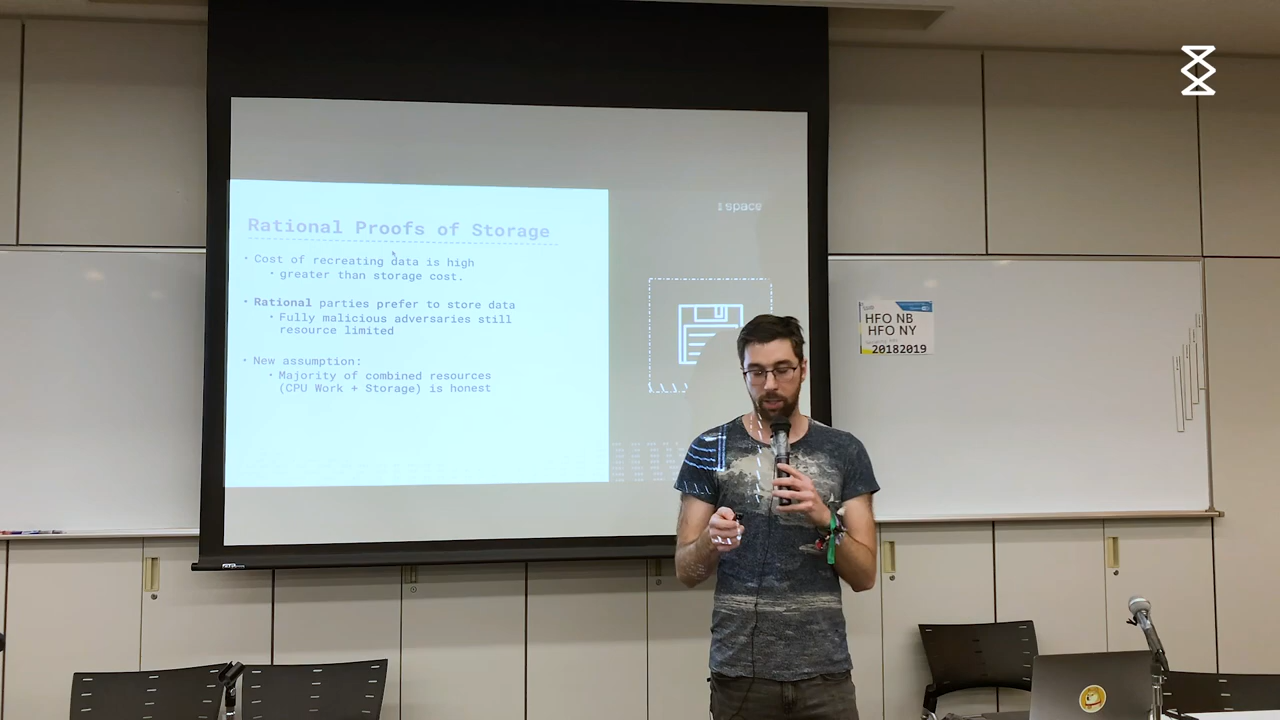 Rational Proofs of Storage
• Cost of recreating data is high
• greater than storage cost.
• Rational parties prefer to store data
• Fully malicious adversaries still
resource limited
• New assumption:
• Majority of combined resources
(CPU Work + Storage) is honest
space
HFO NB
HFO NY
20182019